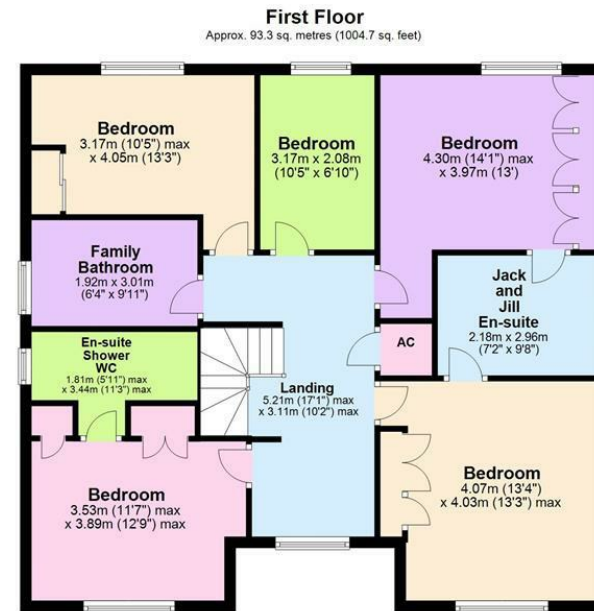 First Floor
Approx. 93.3 sq. metres (1004.7 sq. feet)
Bedroom
3.17m (10'5") max
x 4.05m (13'3")
Bedroom
3.17m x 2.08m
(10'5" x 6'10")
Bedroom
4.30m (14'1") max
x 3.97m (13')
Family
Bathroom
1.92m x 3.01m
(6'4" x 9'11")
Jack
and
Jill
En-suite
2.18m x 2.96m
(7'2" x 9'8")
En-suite
Shower
WC
1.81m (5'11") max
x 3.44m (11'3") max
AC
Landing
5.21m (17'1") max
x 3.11m (10'2") max
Bedroom
3.53m (11'7") max
x 3.89m (12'9") max
Bedroom
4.07m (13'4")
x 4.03m (13'3") max